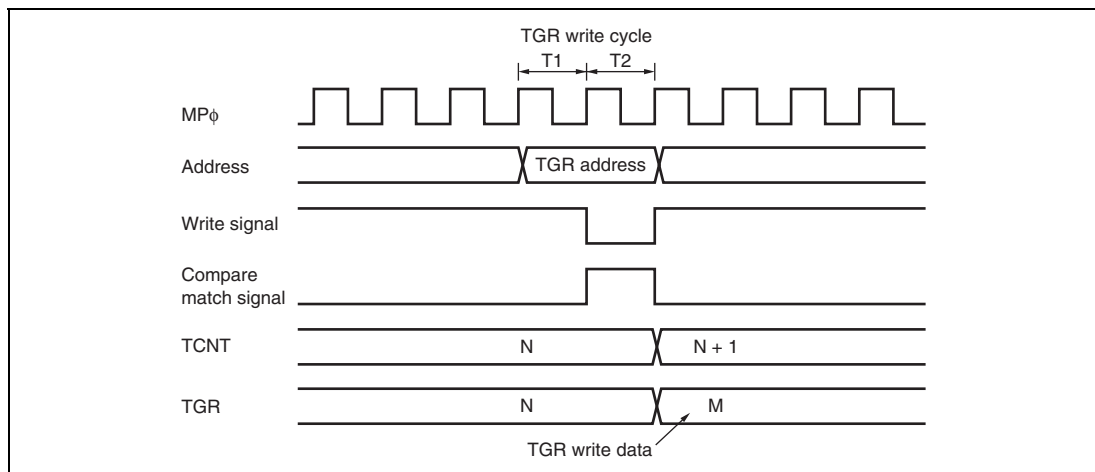 TGR write cycle
T1 T2
MPφ
Address TGR address
Write signal
Compare
match signal
TCNT N N + 1
TGR N M
TGR write data